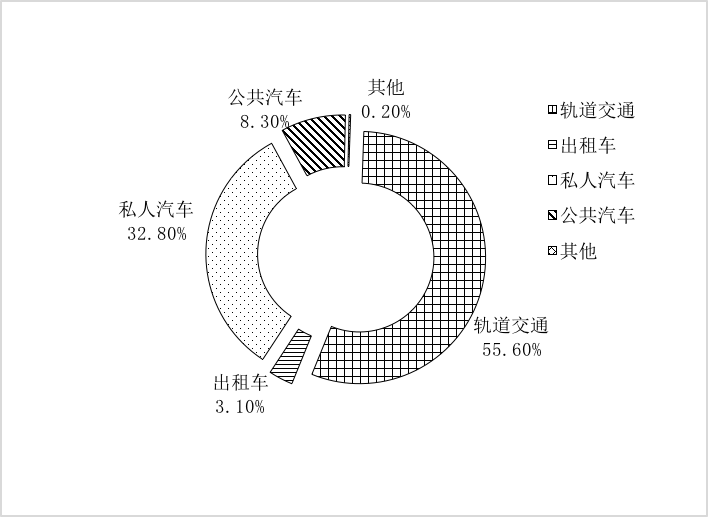 其他
0.20%
公共汽车
8.30%
私人汽车
32.80%
轨道交通
55.60%
出租车
3.10%
轨道交通
出租车
私人汽车
公共汽车
其他